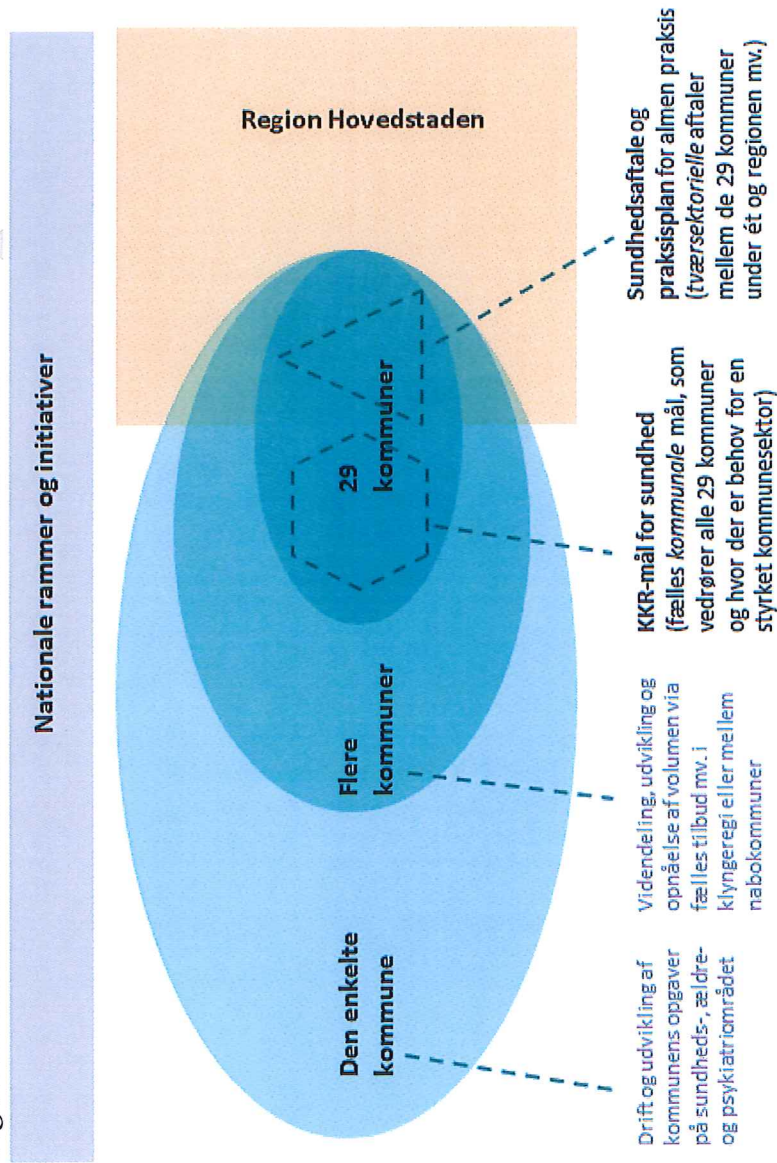 Nationale rammer og initiativer
Region Hovedstaden
Den enkelte
kommune
Flere
kommuner
29
kommuner
Drift og udvikling af
kommunens opgaver
på sundheds-, ældre-
og psykiatriområdet
Videndeling, udvikling og
opnåelse af volumen via
fælles tilbud mv. i
klyngeregi eller mellem
nabokommuner
KKR-mål for sundhed
(fælles kommunale mål, som
vedrører alle 29 kommuner
og hvor der er behov for en
styrket kommunesektor)
Sundhedsaftale og
praksisplan for almen praksis
(tværsektorielle aftaler
mellem de 29 kommuner
under ét og regionen mv.)